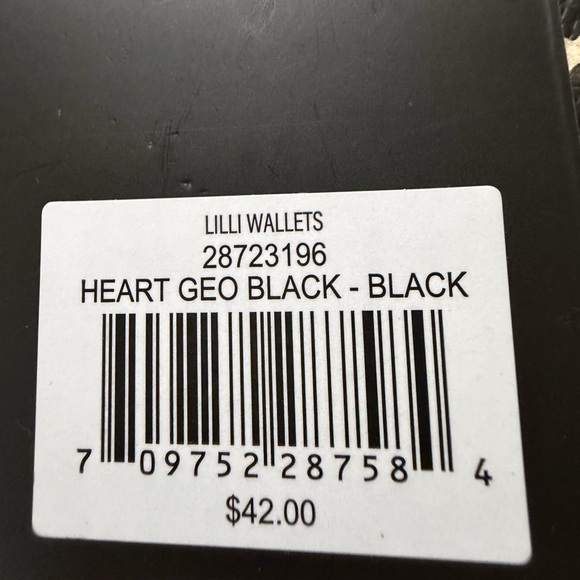 LILLI WALLETS
28723196
HEART GEO BLACK - BLACK
7 09752 28758 4
$42.00